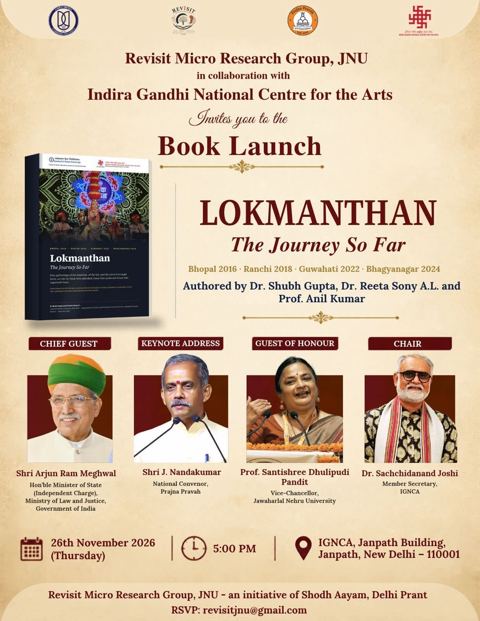 REVISIT
Revisit Micro Research Group, JNU
in collaboration with
Indira Gandhi National Centre for the Arts
Invites you to the
Book Launch
LOKMANTHAN
The Journey So Far
Bhopal 2016 · Ranchi 2018 · Guwahati 2022 · Bhagyanagar 2024
Authored by Dr. Shubh Gupta, Dr. Reeta Sony A.L. and
Prof. Anil Kumar
Lokmanthan
The Journey So Far
CHIEF GUEST
KEYNOTE ADDRESS
GUEST OF HONOUR
CHAIR
Shri Arjun Ram Meghwal
Hon'ble Minister of State
(Independent Charge),
Ministry of Law and Justice,
Government of India
Shri J. Nandakumar
National Convenor,
Prajna Pravah
Prof. Santishree Dhulipudi
Pandit
Vice-Chancellor,
Jawaharlal Nehru University
Dr. Sachchidanand Joshi
Member Secretary,
IGNCA
26th November 2026
(Thursday)
5:00 PM
IGNCA, Janpath Building,
Janpath, New Delhi – 110001
Revisit Micro Research Group, JNU - an initiative of Shodh Aayam, Delhi Prant
RSVP: revisitjnu@gmail.com